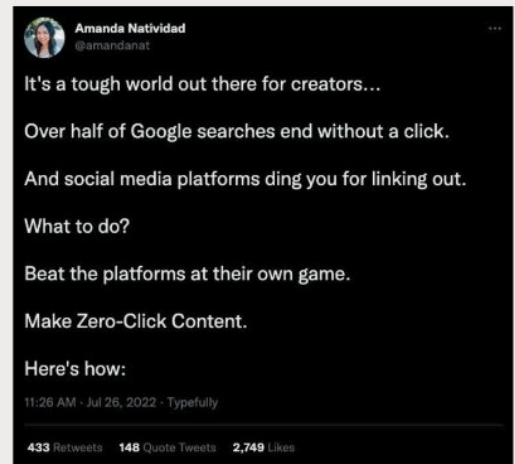 Amanda Natividad
@amandanat
It's a tough world out there for creators...
Over half of Google searches end without a click.
And social media platforms ding you for linking out.
What to do?
Beat the platforms at their own game.
Make Zero-Click Content.
Here's how:
11:26 AM · Jul 26, 2022 · Typefully
433 Retweets 148 Quote Tweets 2,749 Likes